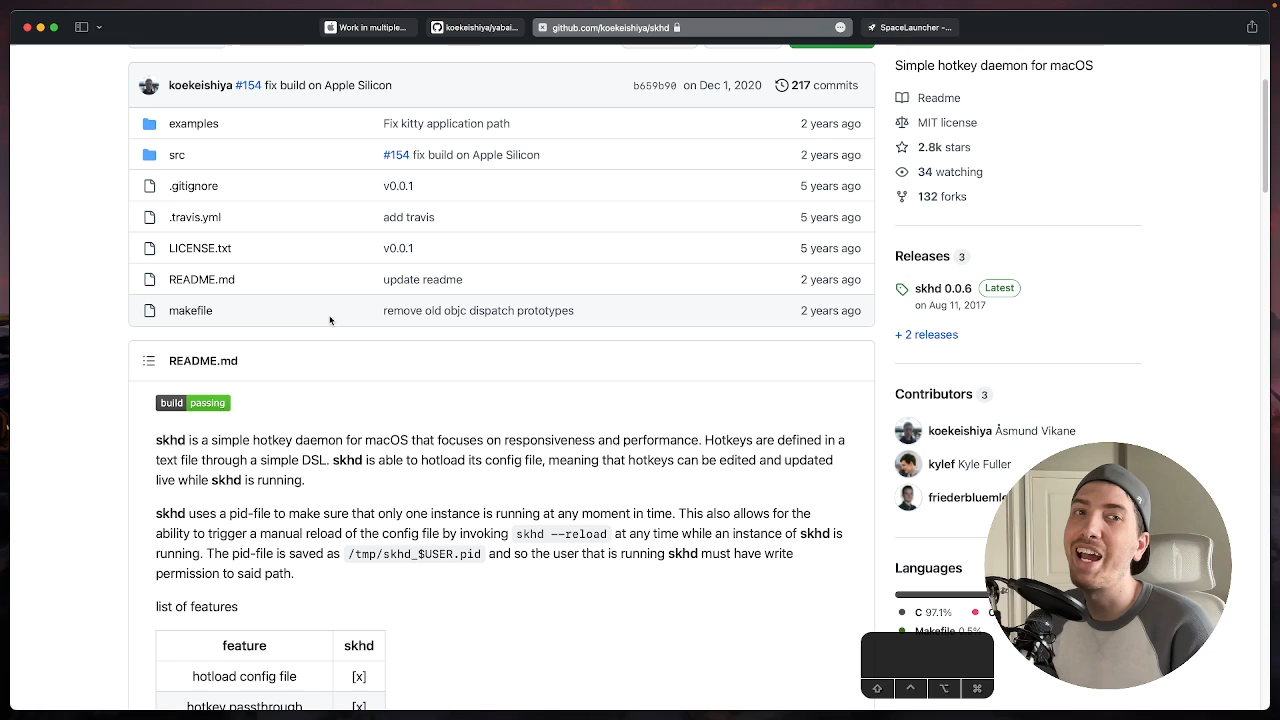 Work in multiple...
koekeishiya/yabai...
github.com/koekeishiya/skhd
SpaceLauncher -...
koekeishiya #154 fix build on Apple Silicon
b659b90 on Dec 1, 2020 217 commits
examples Fix kitty application path 2 years ago
src #154 fix build on Apple Silicon 2 years ago
.gitignore v0.0.1 5 years ago
.travis.yml add travis 5 years ago
LICENSE.txt v0.0.1 5 years ago
README.md update readme 2 years ago
makefile remove old objc dispatch prototypes 2 years ago
README.md
build passing
skhd is a simple hotkey daemon for macOS that focuses on responsiveness and performance. Hotkeys are defined in a
text file through a simple DSL. skhd is able to hotload its config file, meaning that hotkeys can be edited and updated
live while skhd is running.
skhd uses a pid-file to make sure that only one instance is running at any moment in time. This also allows for the
ability to trigger a manual reload of the config file by invoking skhd --reload at any time while an instance of skhd is
running. The pid-file is saved as /tmp/skhd_$USER.pid and so the user that is running skhd must have write
permission to said path.
list of features
feature skhd
hotload config file [x]
hotkey passthrough [x]
Simple hotkey daemon for macOS
Readme
MIT license
2.8k stars
34 watching
132 forks
Releases 3
skhd 0.0.6 Latest
on Aug 11, 2017
+ 2 releases
Contributors 3
koekeishiya Åsmund Vikane
kylef Kyle Fuller
friederbluemle
Languages
C 97.1%
Makefile 0.5%